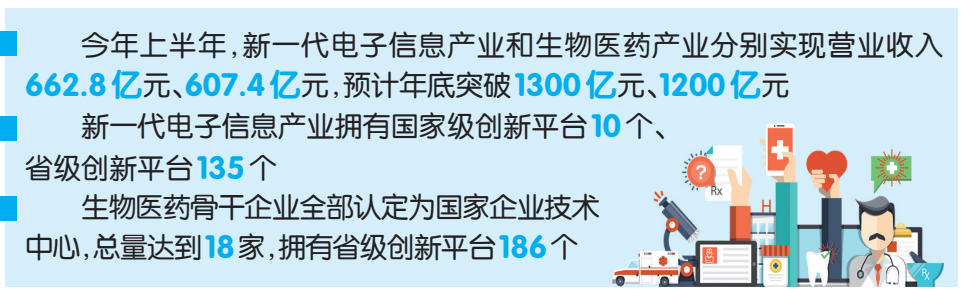 今年上半年,新一代电子信息产业和生物医药产业分别实现营业收入
662.8亿元、607.4亿元,预计年底突破1300亿元、1200亿元
新一代电子信息产业拥有国家级创新平台10个、
省级创新平台135个
生物医药骨干企业全部认定为国家企业技术
中心,总量达到18家,拥有省级创新平台186个
?
Rx
H
Rx